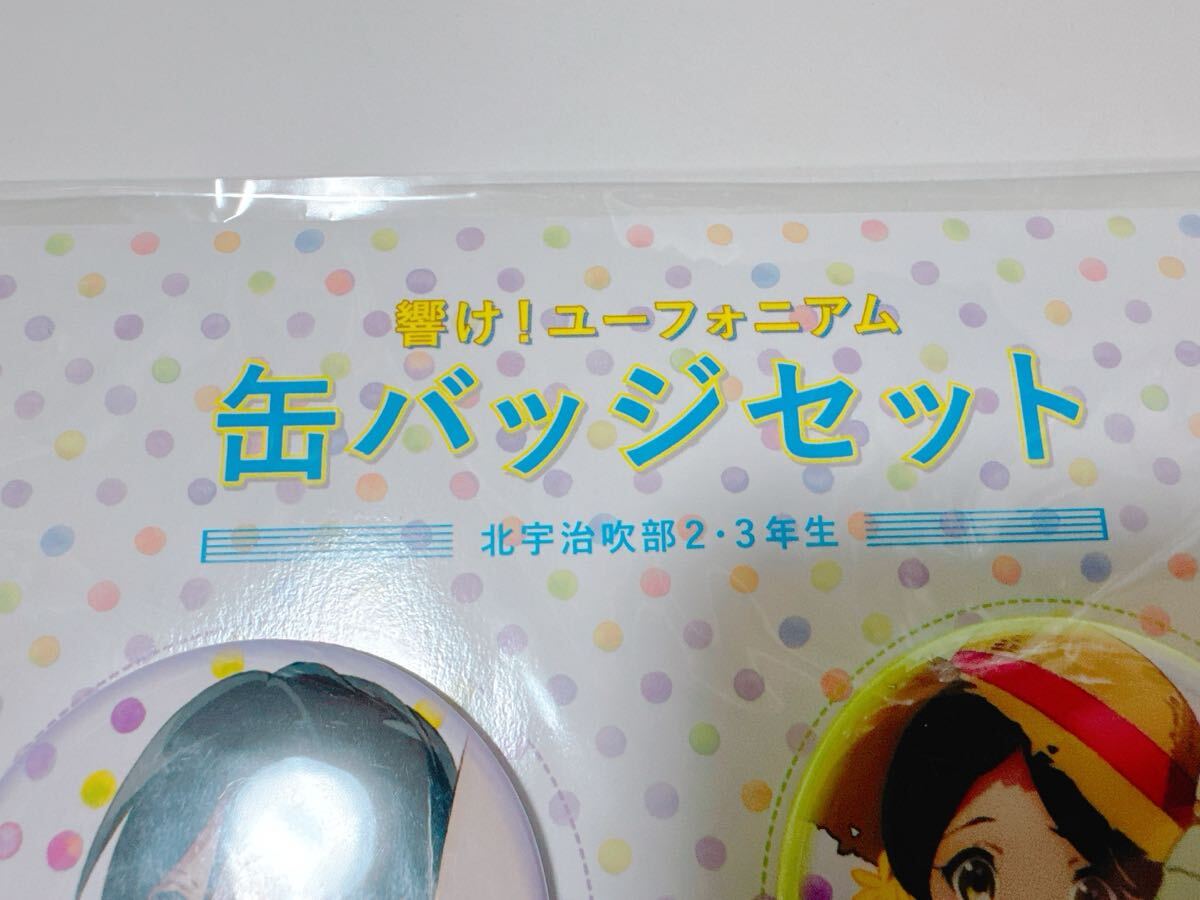 響け！ユーフォニアム
缶バッジセット
北宇治吹部2・3年生